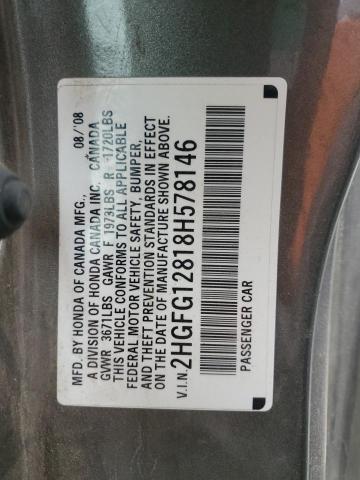 MFD. BY HONDA OF CANADA MFG., 08/'08
A DIVISION OF HONDA CANADA INC. CANADA
GVWR 3671LBS GAWR F 1973LBS R 1720LBS
THIS VEHICLE CONFORMS TO ALL APPLICABLE
FEDERAL MOTOR VEHICLE SAFETY, BUMPER,
AND THEFT PREVENTION STANDARDS IN EFFECT
ON THE DATE OF MANUFACTURE SHOWN ABOVE.
V.I.N. 2HGFG12818H578146
PASSENGER CAR